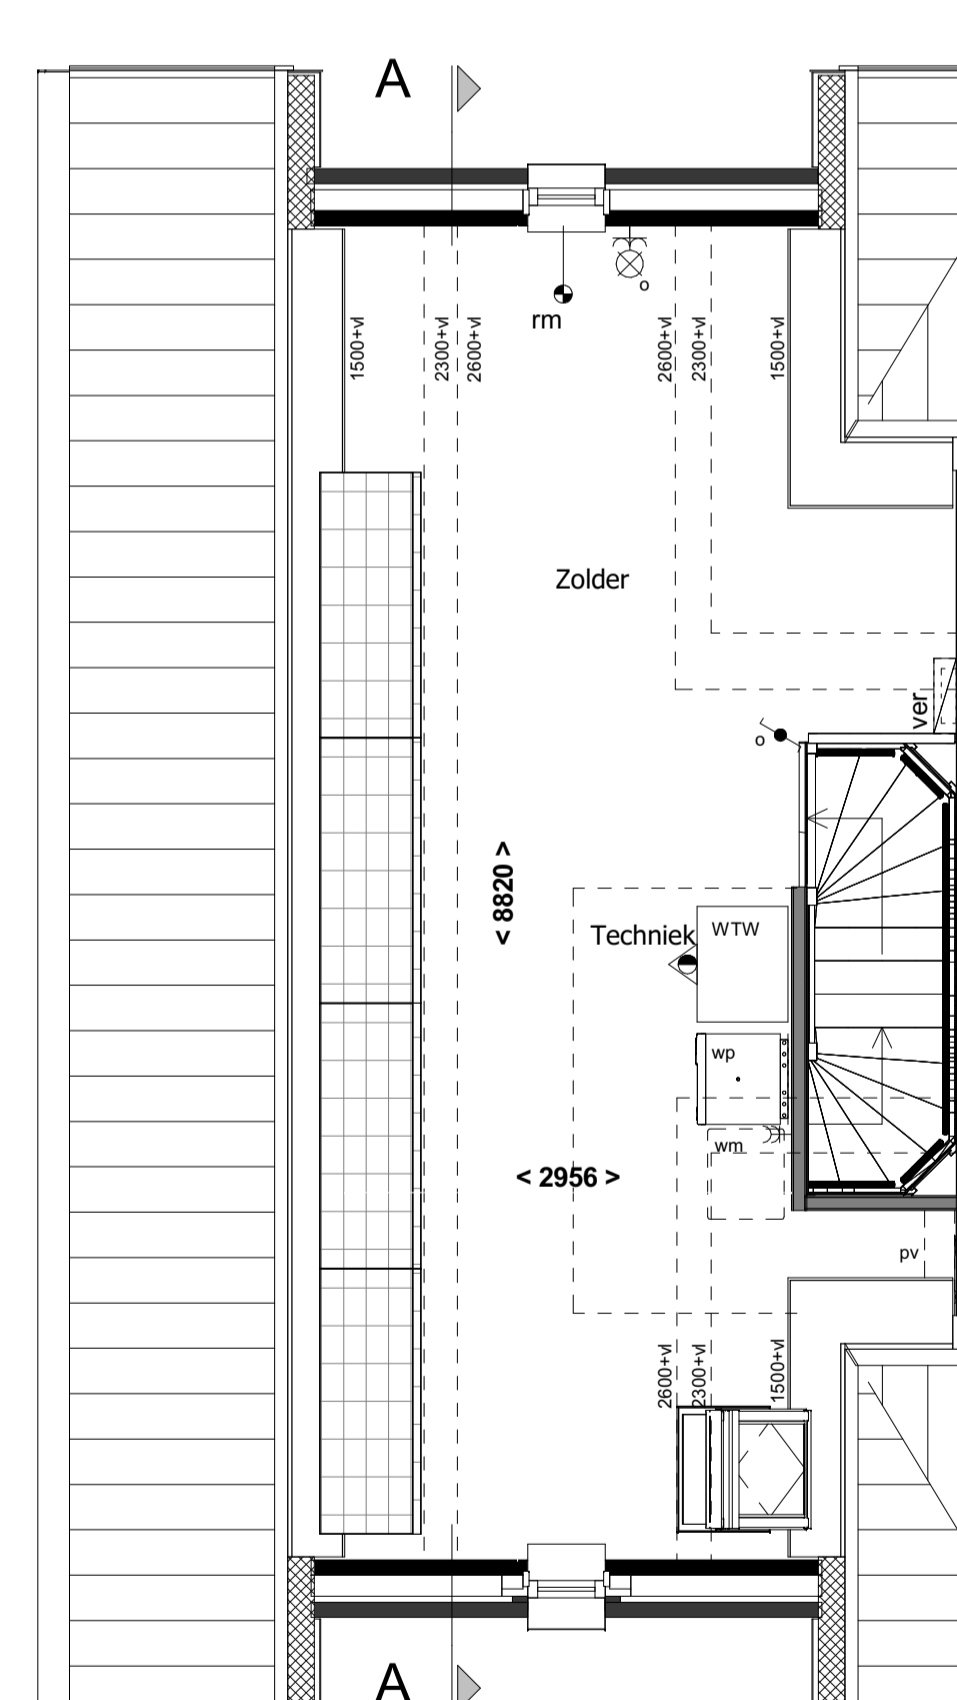 A
rm
o
1500+vl
2300+vl
2600+vl
2600+vl
2300+vl
1500+vl
Zolder
ver
o
< 8820 >
Techniek
WTW
wp
wm
< 2956 >
pv
2600+vl
2300+vl
1500+vl
A